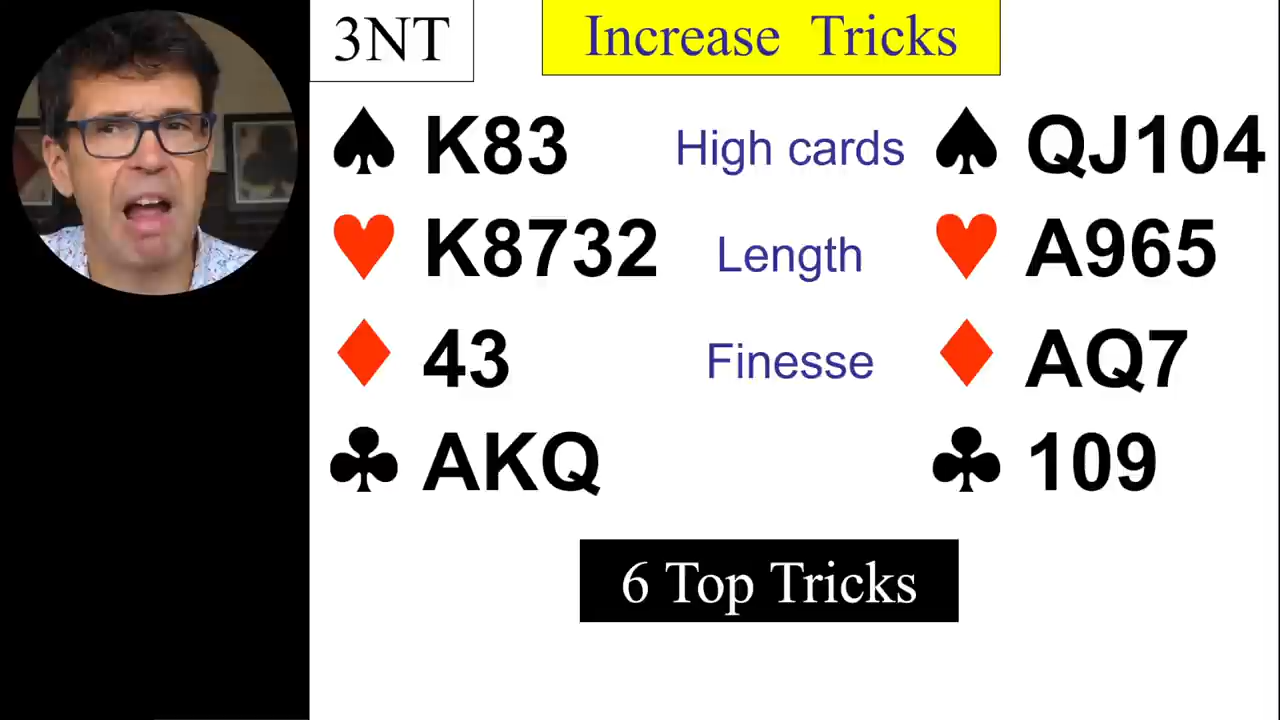 3NT
Increase Tricks
♠ K83 High cards ♠ QJ104
♥ K8732 Length ♥ A965
♦ 43 Finesse ♦ AQ7
♣ AKQ ♣ 109
6 Top Tricks